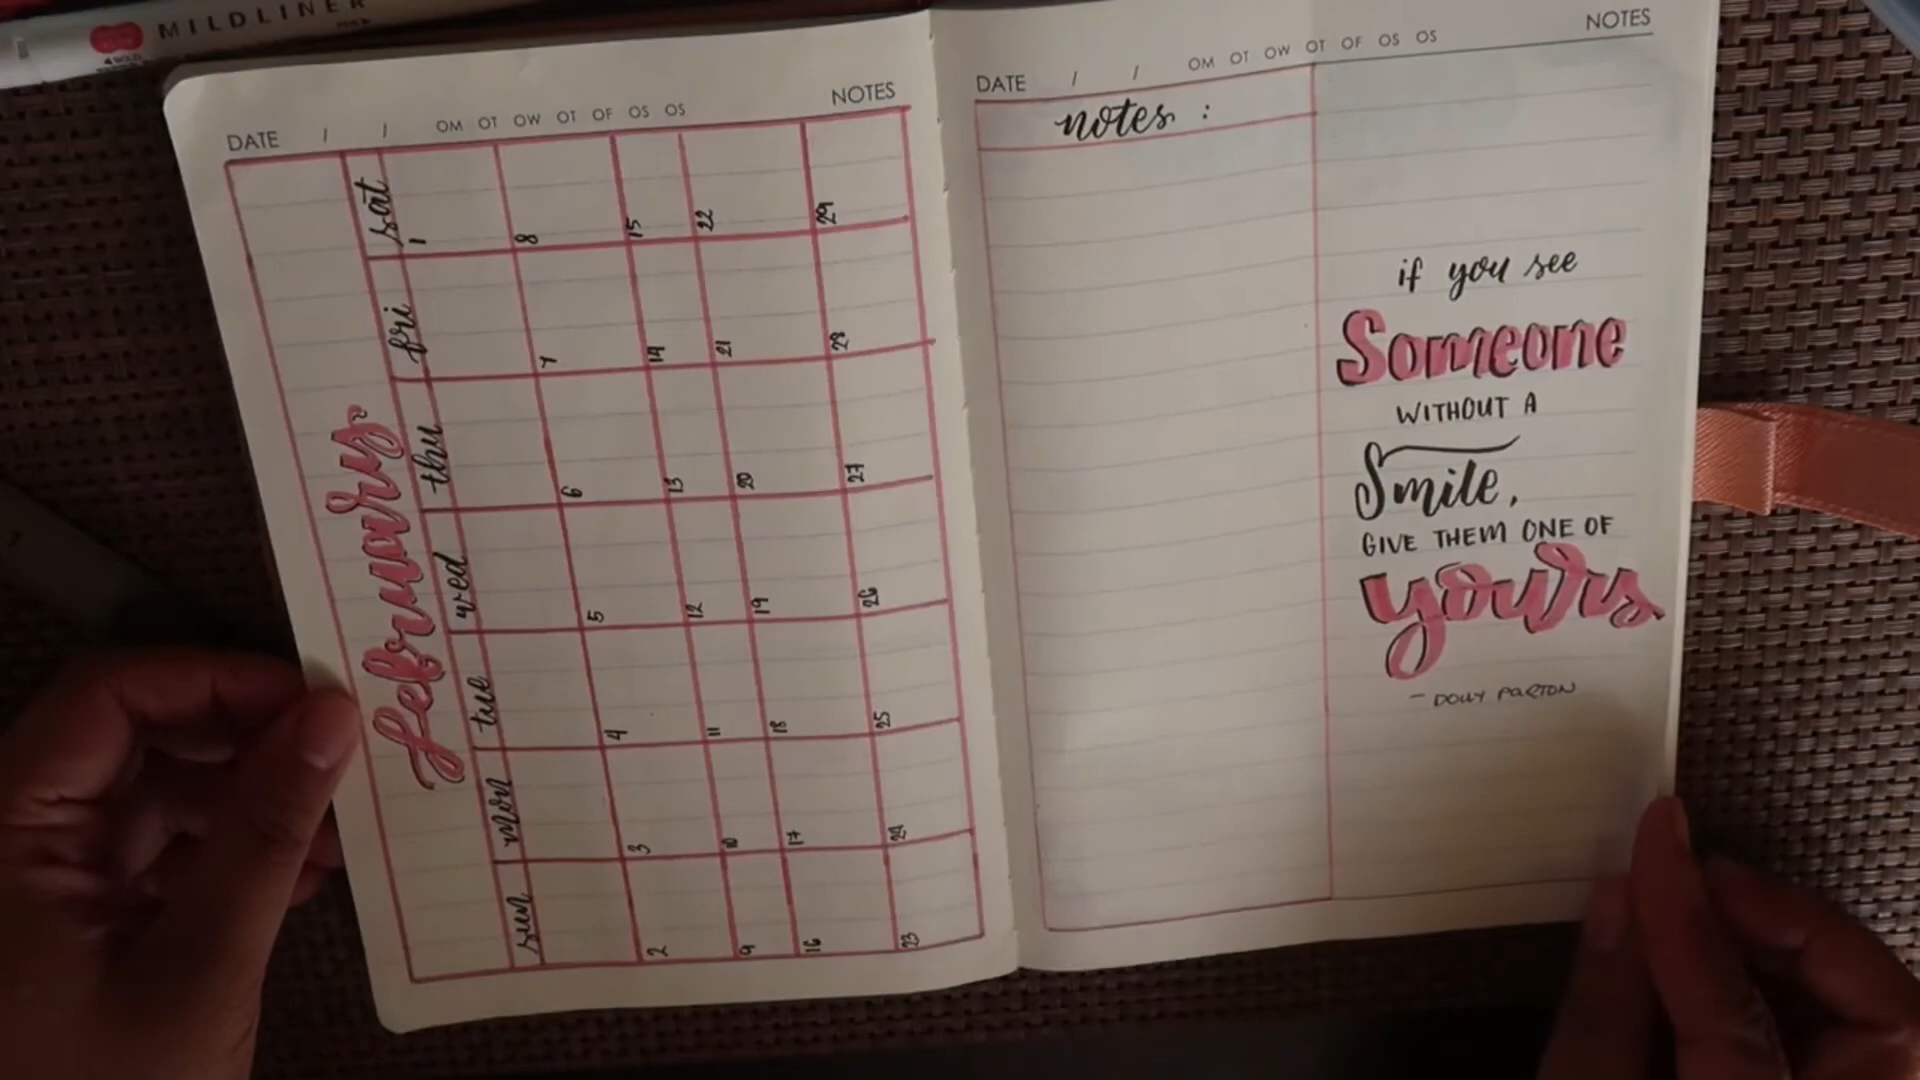 MILDLINER
DATE / / OM OT OW OT OF OS OS NOTES
february
sun mon tue wed thu fri sat
1
2 3 4 5 6 7 8
9 10 11 12 13 14 15
16 17 18 19 20 21 22
23 24 25 26 27 28 29
DATE / / OM OT OW OT OF OS OS NOTES
notes :
if you see
Someone
WITHOUT A
Smile,
GIVE THEM ONE OF
yours
- DOLLY PARTON